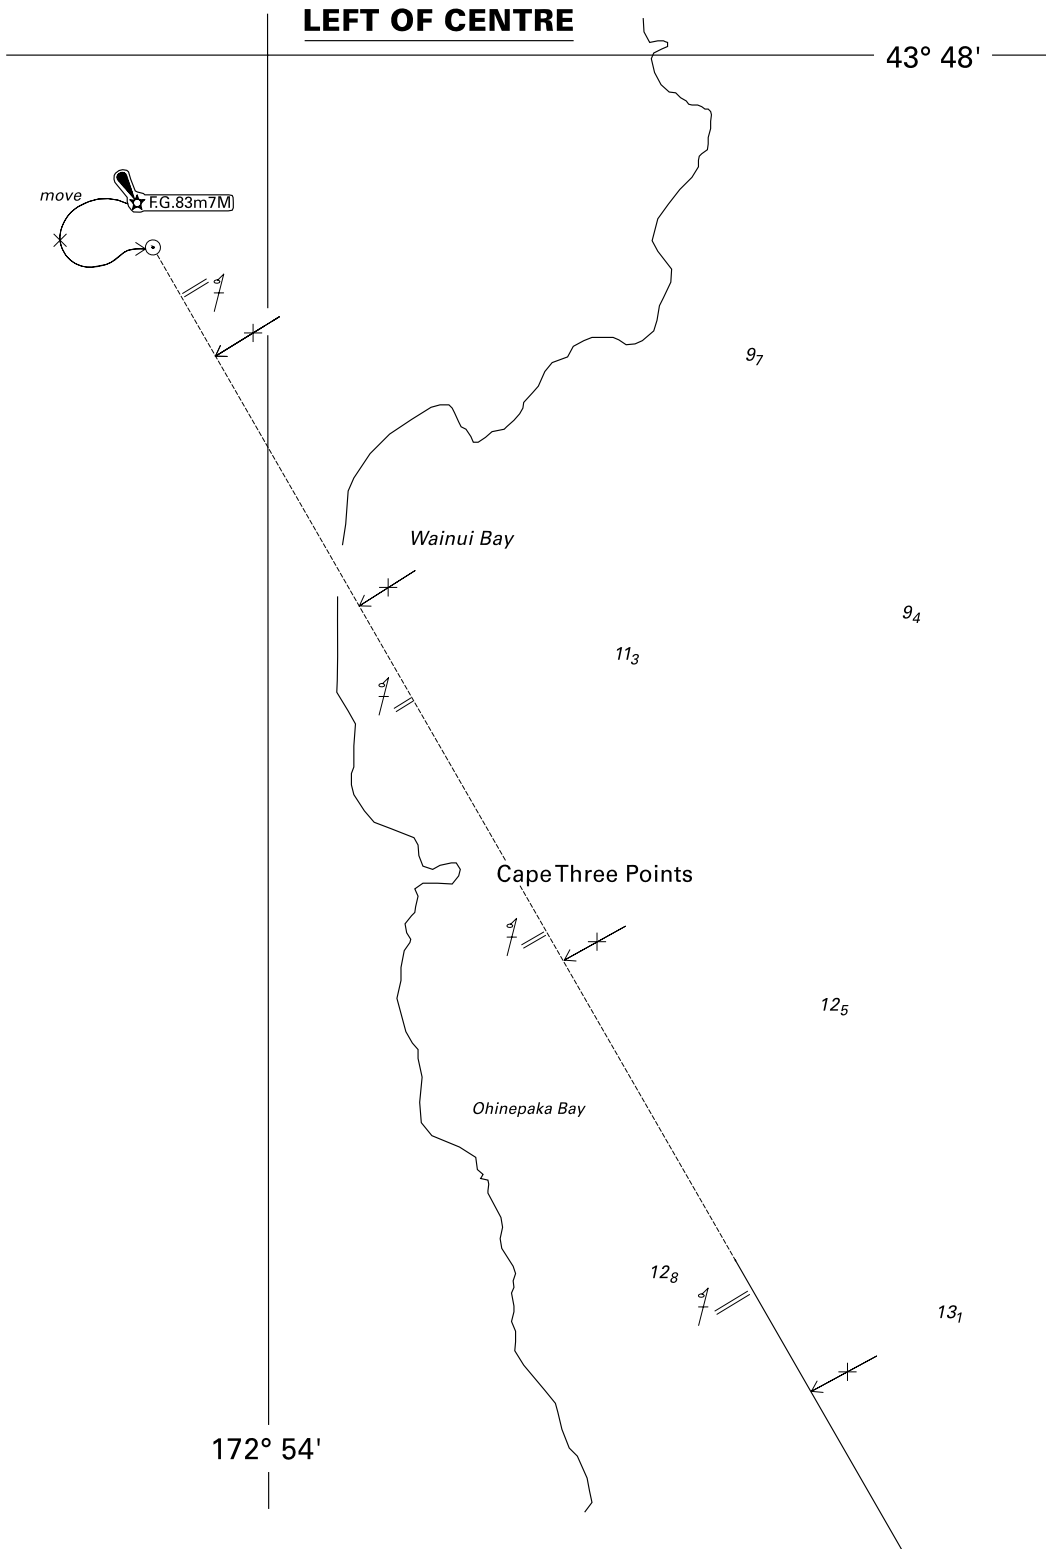 LEFT OF CENTRE
43° 48'
move
F.G.83m7M
9₇
Wainui Bay
9₄
11₃
Cape Three Points
12₅
Ohinepaka Bay
12₈
13₁
172° 54'